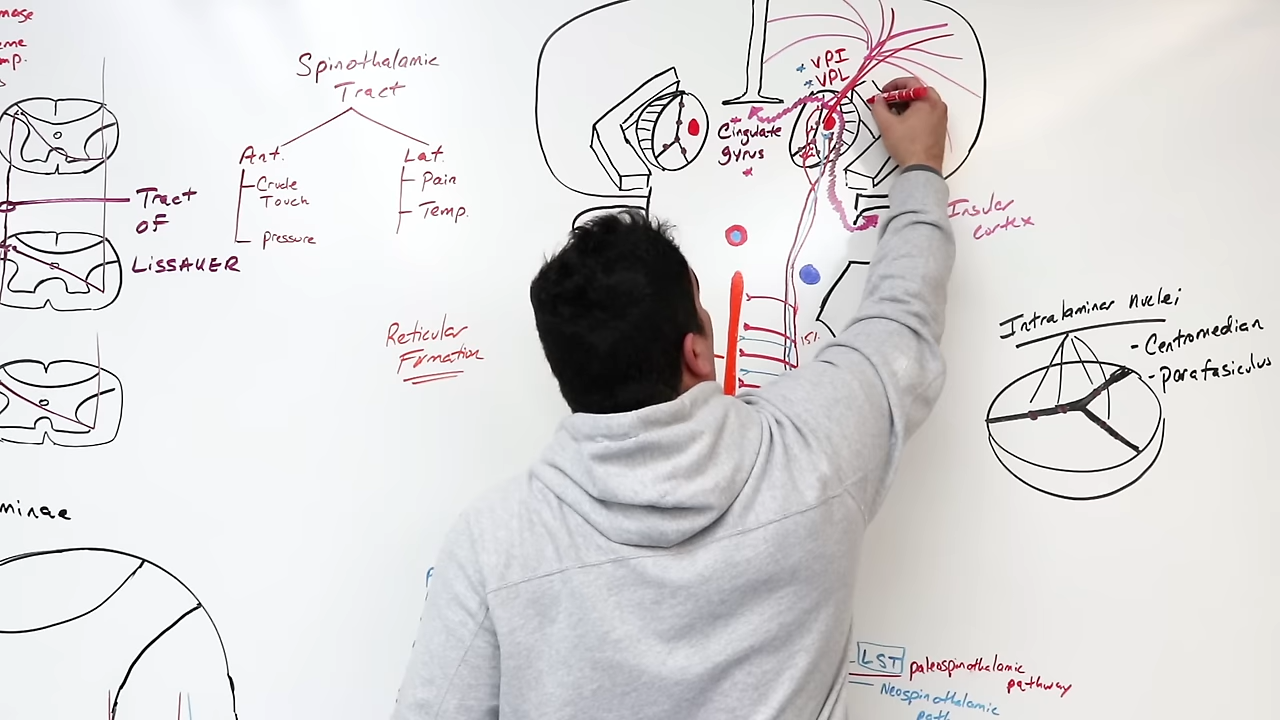 Spinothalamic
Tract
Ant.
Crude
Touch
Pressure
Lat.
Pain
Temp.
Tract
OF
LISSAUER
Reticular
Formation
VPI
* VPL
Cingulate
gyrus
Insular
cortex
15%
Intralaminar nuclei
- Centromedian
- parafasiculus
LST paleospinothalamic
pathway
Neospinothalamic